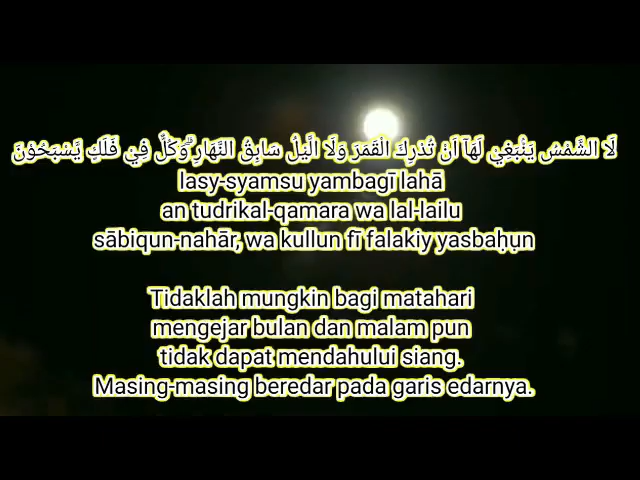 لَا الشَّمْسُ يَنْۢبَغِيْ لَهَآ اَنْ تُدْرِكَ الْقَمَرَ وَلَا الَّيْلُ سَابِقُ النَّهَارِ ۗوَكُلٌّ فِيْ فَلَكٍ يَّسْبَحُوْنَ
lasy-syamsu yambagī lahā
an tudrikal-qamara wa lal-lailu
sābiqun-nahār, wa kullun fī falakiy yasbaḥụn
Tidaklah mungkin bagi matahari
mengejar bulan dan malam pun
tidak dapat mendahului siang.
Masing-masing beredar pada garis edarnya.